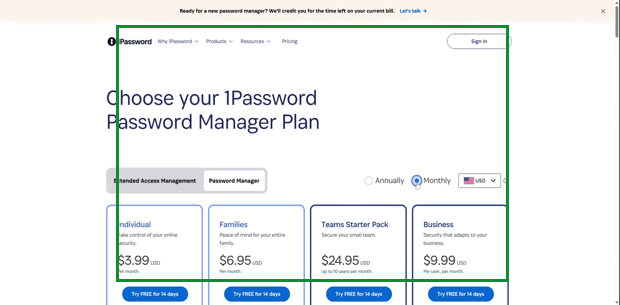 Ready for a new password manager? We'll credit you for the time left on your current bill. Let's talk →
1Password Why 1Password Products Resources Pricing Sign in
Choose your 1Password
Password Manager Plan
Extended Access Management Password Manager Annually Monthly USD
Individual
Take control of your online
security.
$3.99 USD
Per month.
Try FREE for 14 days
Families
Peace of mind for your entire
family.
$6.95 USD
Per month.
Try FREE for 14 days
Teams Starter Pack
Secure your small team.
$24.95 USD
Up to 10 users per month.
Try FREE for 14 days
Business
Security that adapts to your
business.
$9.99 USD
Per user, per month.
Try FREE for 14 days